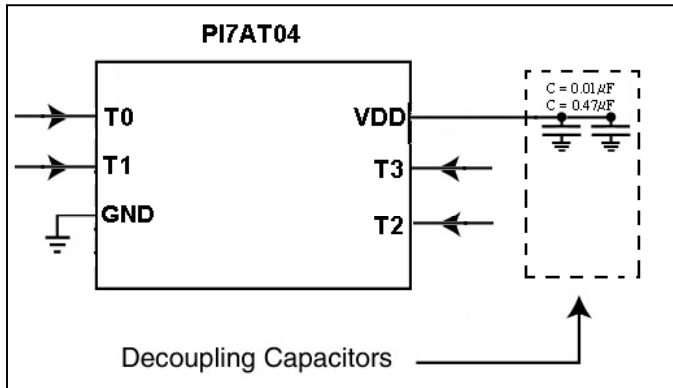 PI7AT04
C = 0.01µF
C = 0.47µF
T0
VDD
T1
T3
GND
T2
Decoupling Capacitors